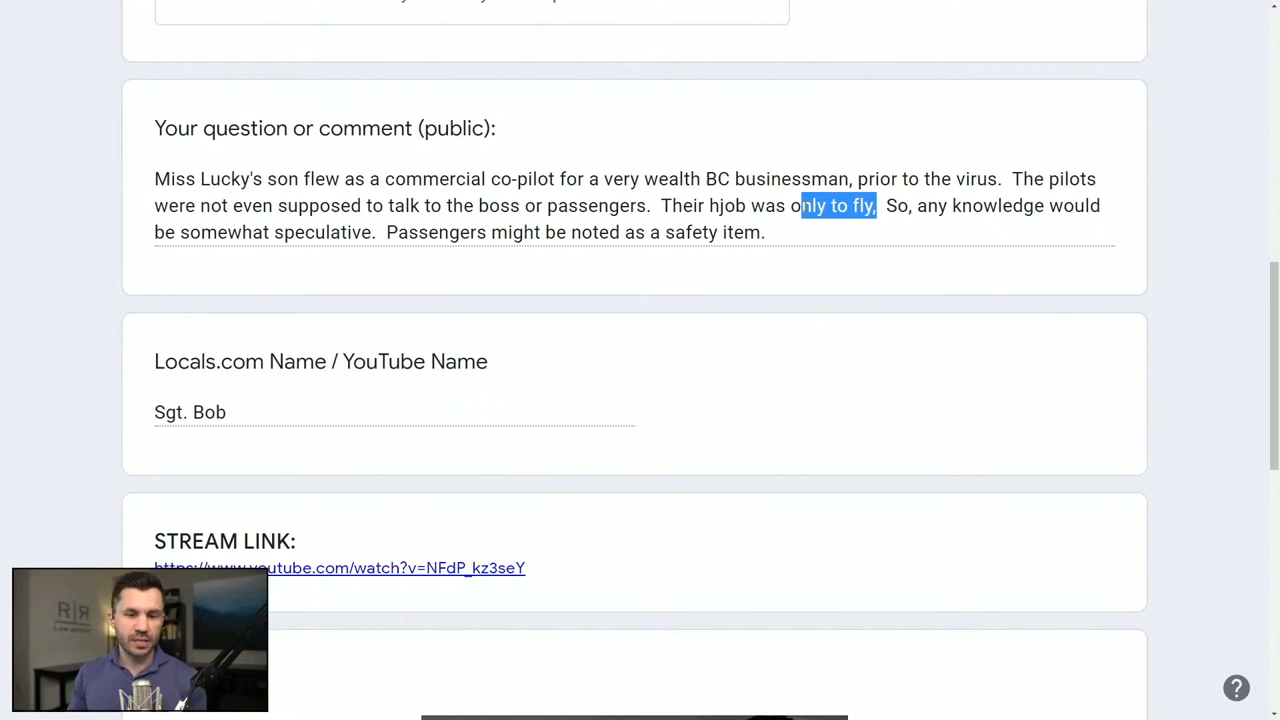 Your question or comment (public):
Miss Lucky's son flew as a commercial co-pilot for a very wealth BC businessman, prior to the virus.  The pilots
were not even supposed to talk to the boss or passengers.  Their hjob was only to fly,  So, any knowledge would
be somewhat speculative.  Passengers might be noted as a safety item.
Locals.com Name / YouTube Name
Sgt. Bob
STREAM LINK:
https://www.youtube.com/watch?v=NFdP_kz3seY
R|R
LAW GROUP